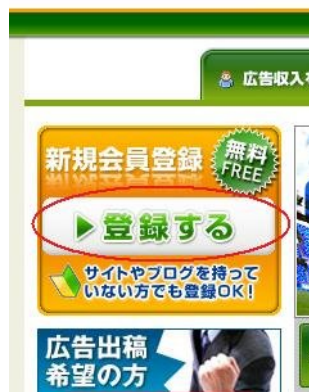 広告収入
新規会員登録
無料
FREE
登録する
サイトやブログを持って
いない方でも登録OK!
広告出稿
希望の方